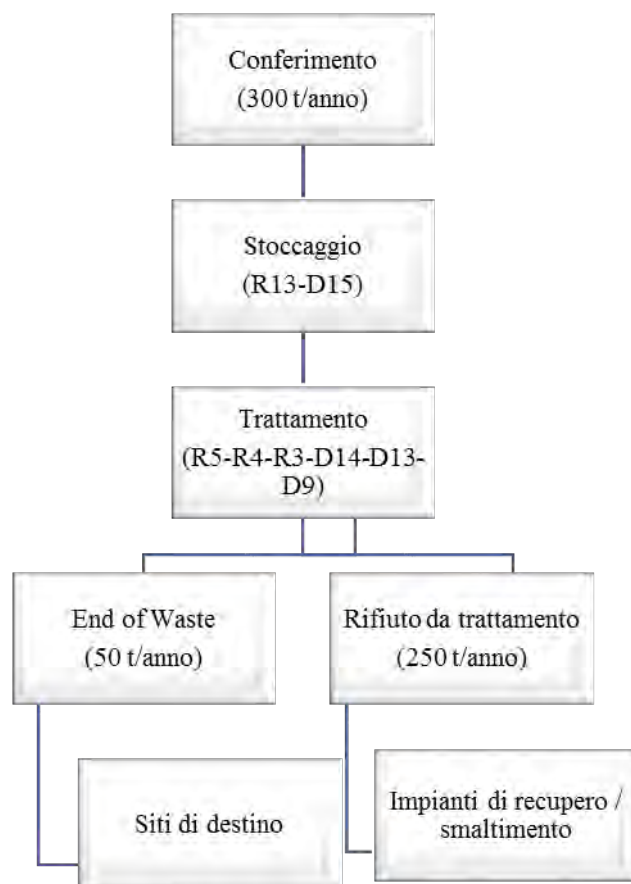 Conferimento
(300 t/anno)
Stoccaggio
(R13-D15)
Trattamento
(R5-R4-R3-D14-D13-
D9)
End of Waste
(50 t/anno)
Rifiuto da trattamento
(250 t/anno)
Siti di destino
Impianti di recupero /
smaltimento